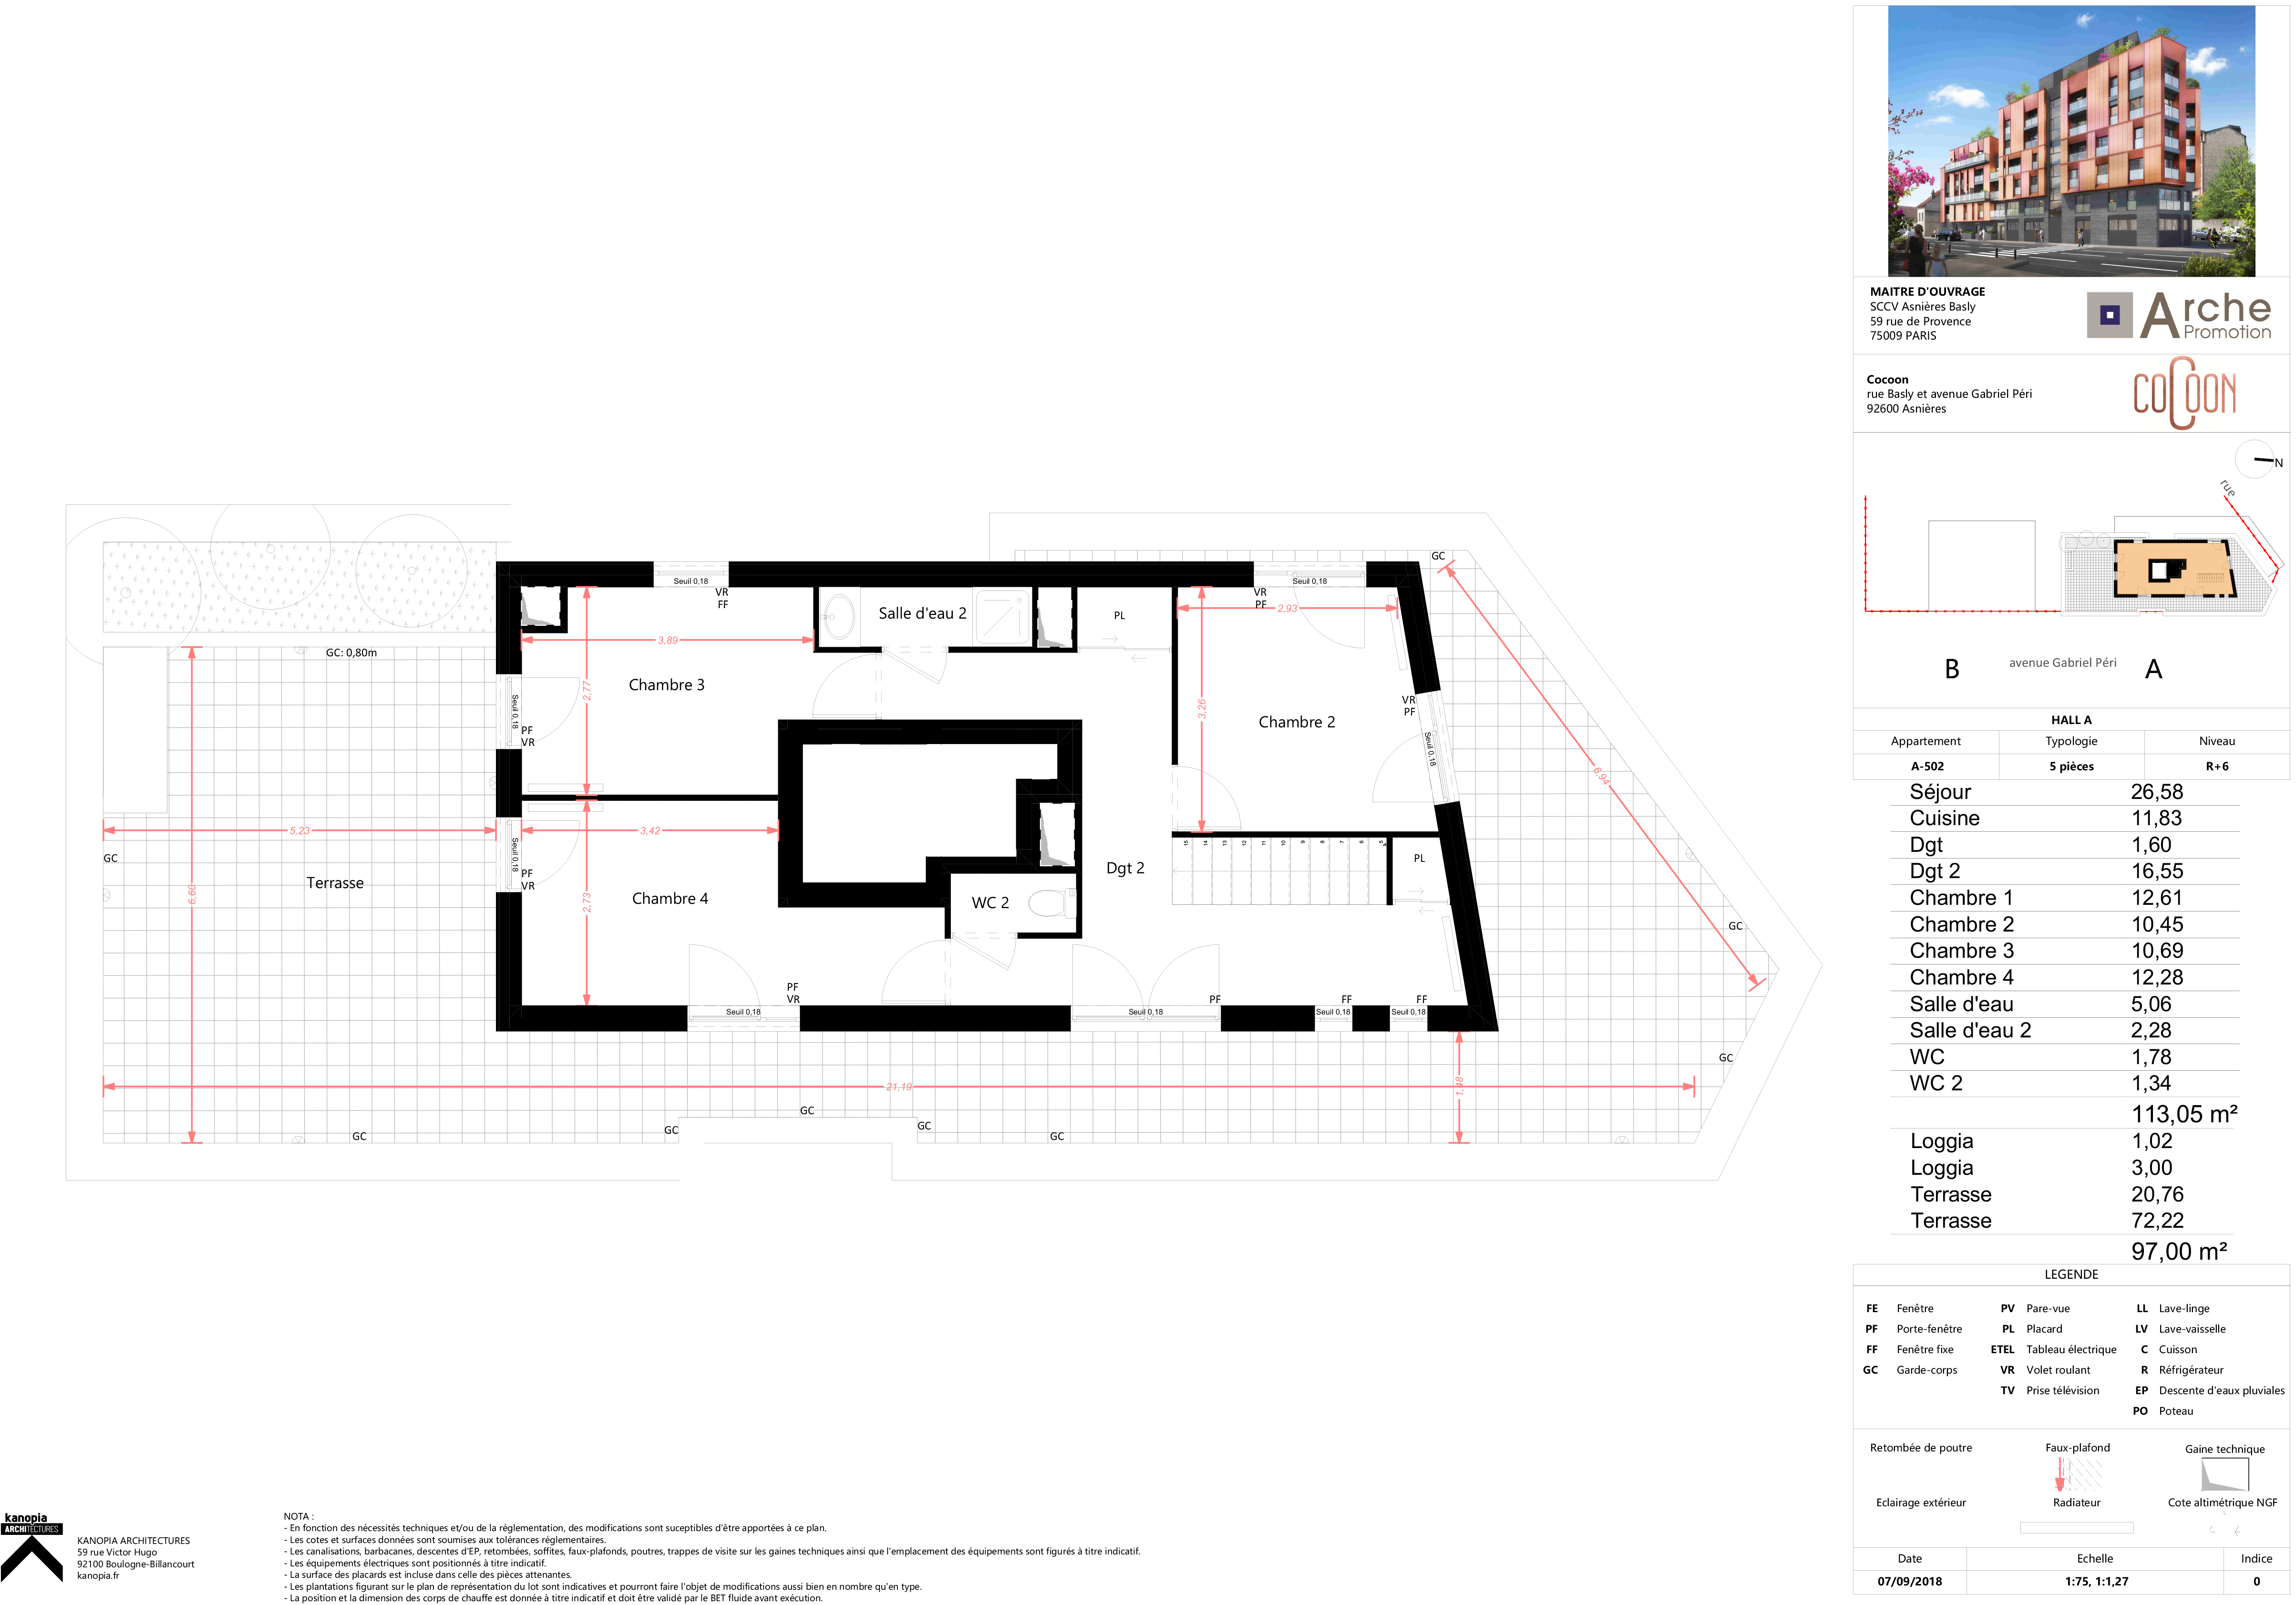 MAITRE D'OUVRAGE
SCCV Asnières Basly
59 rue de Provence
75009 PARIS
Arche
Promotion
Cocoon
rue Basly et avenue Gabriel Péri
92600 Asnières
COCOON
N
rue
B
avenue Gabriel Péri
A
HALL A
Appartement Typologie Niveau
A-502 5 pièces R+6
Séjour 26,58
Cuisine 11,83
Dgt 1,60
Dgt 2 16,55
Chambre 1 12,61
Chambre 2 10,45
Chambre 3 10,69
Chambre 4 12,28
Salle d'eau 5,06
Salle d'eau 2 2,28
WC 1,78
WC 2 1,34
113,05 m²
Loggia 1,02
Loggia 3,00
Terrasse 20,76
Terrasse 72,22
97,00 m²
LEGENDE
FE Fenêtre PV Pare-vue LL Lave-linge
PF Porte-fenêtre PL Placard LV Lave-vaisselle
FF Fenêtre fixe ETEL Tableau électrique C Cuisson
GC Garde-corps VR Volet roulant R Réfrigérateur
TV Prise télévision EP Descente d'eaux pluviales
PO Poteau
Retombée de poutre Faux-plafond Gaine technique
Eclairage extérieur Radiateur Cote altimétrique NGF
Date Echelle Indice
07/09/2018 1:75, 1:1,27 0
GC
Seuil 0,18
Seuil 0,18
VR
FF
VR
PF
2,93
Salle d'eau 2
PL
3,89
GC: 0,80m
Chambre 3
2,77
Seuil 0,18
PF
VR
VR
PF
3,26
Chambre 2
Seuil 0,18
6,94
5,23
3,42
GC
Seuil 0,18
PF
VR
Terrasse
6,60
Chambre 4
2,73
WC 2
Dgt 2
15 14 13 12 11 10 9 8 7 6 5
PL
GC
PF
VR
PF
FF
FF
Seuil 0,18
Seuil 0,18
Seuil 0,18
Seuil 0,18
GC
21,19
1,48
GC
GC
GC
GC
GC
kanopia
ARCHITECTURES
KANOPIA ARCHITECTURES
59 rue Victor Hugo
92100 Boulogne-Billancourt
kanopia.fr
NOTA :
- En fonction des nécessités techniques et/ou de la réglementation, des modifications sont suceptibles d'être apportées à ce plan.
- Les cotes et surfaces données sont soumises aux tolérances réglementaires.
- Les canalisations, barbacanes, descentes d'EP, retombées, soffites, faux-plafonds, poutres, trappes de visite sur les gaines techniques ainsi que l'emplacement des équipements sont figurés à titre indicatif.
- Les équipements électriques sont positionnés à titre indicatif.
- La surface des placards est incluse dans celle des pièces attenantes.
- Les plantations figurant sur le plan de représentation du lot sont indicatives et pourront faire l'objet de modifications aussi bien en nombre qu'en type.
- La position et la dimension des corps de chauffe est donnée à titre indicatif et doit être validé par le BET fluide avant exécution.